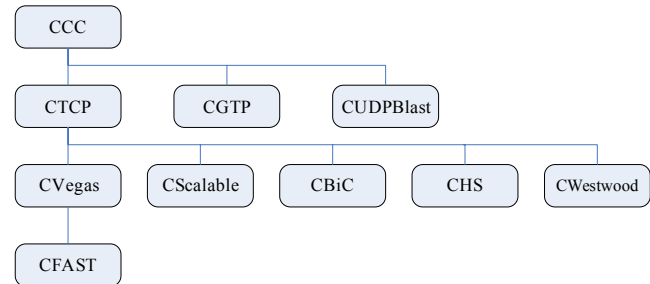 CCC
CTCP
CGTP
CUDPBlast
CVegas
CScalable
CBiC
CHS
CWestwood
CFAST